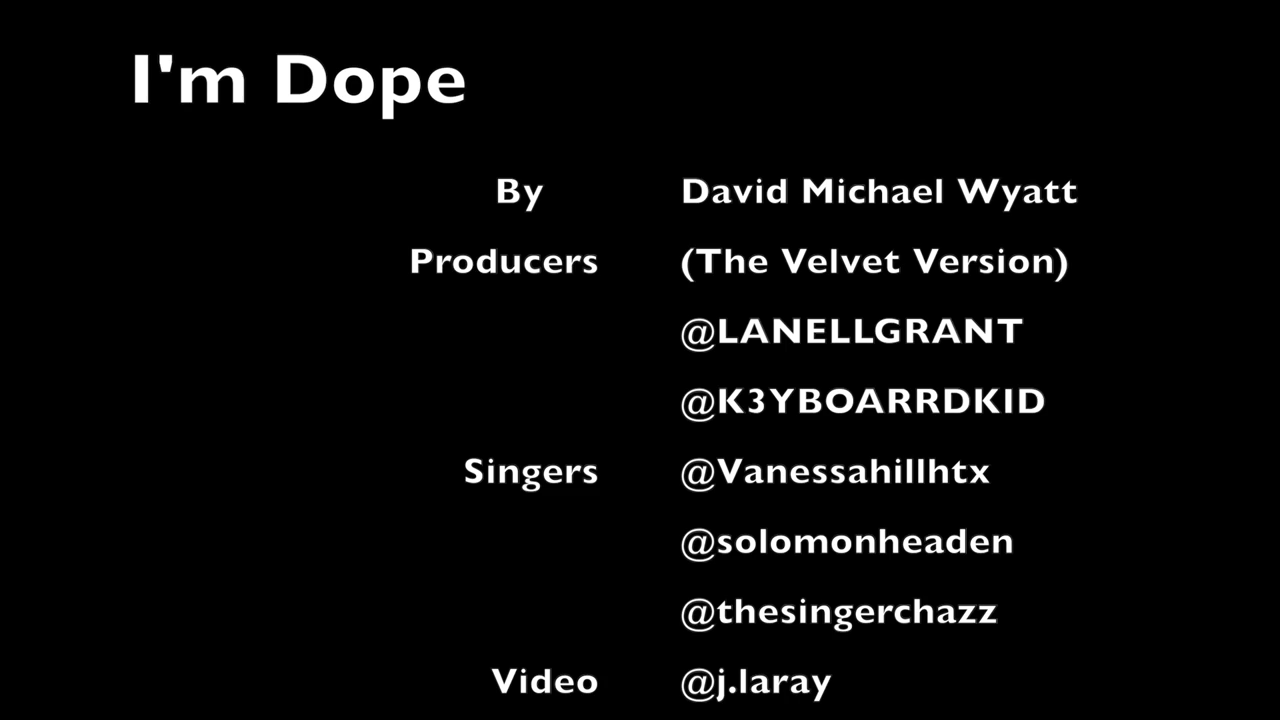 I'm Dope
By David Michael Wyatt
Producers (The Velvet Version)
@LANELLGRANT
@K3YBOARRDKID
Singers @Vanessahillhtx
@solomonheaden
@thesingerchazz
Video @j.laray